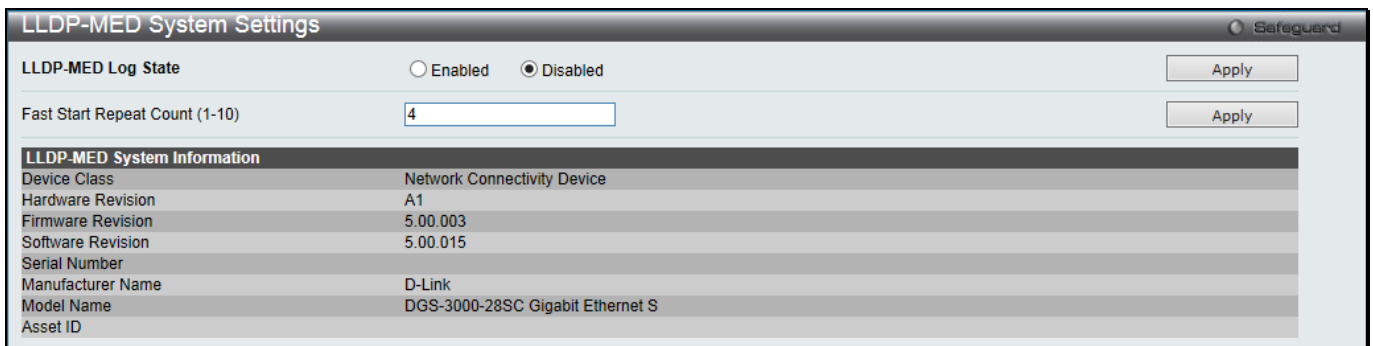 LLDP-MED System Settings
Safeguard
LLDP-MED Log State Enabled Disabled Apply
Fast Start Repeat Count (1-10) 4 Apply
LLDP-MED System Information
Device Class Network Connectivity Device
Hardware Revision A1
Firmware Revision 5.00.003
Software Revision 5.00.015
Serial Number
Manufacturer Name D-Link
Model Name DGS-3000-28SC Gigabit Ethernet S
Asset ID